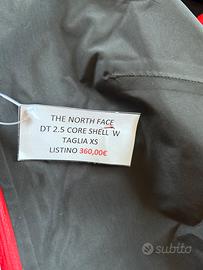 THE NORTH FACE
DT 2.5 CORE SHELL W
TAGLIA XS
LISTINO 360,00€
subito